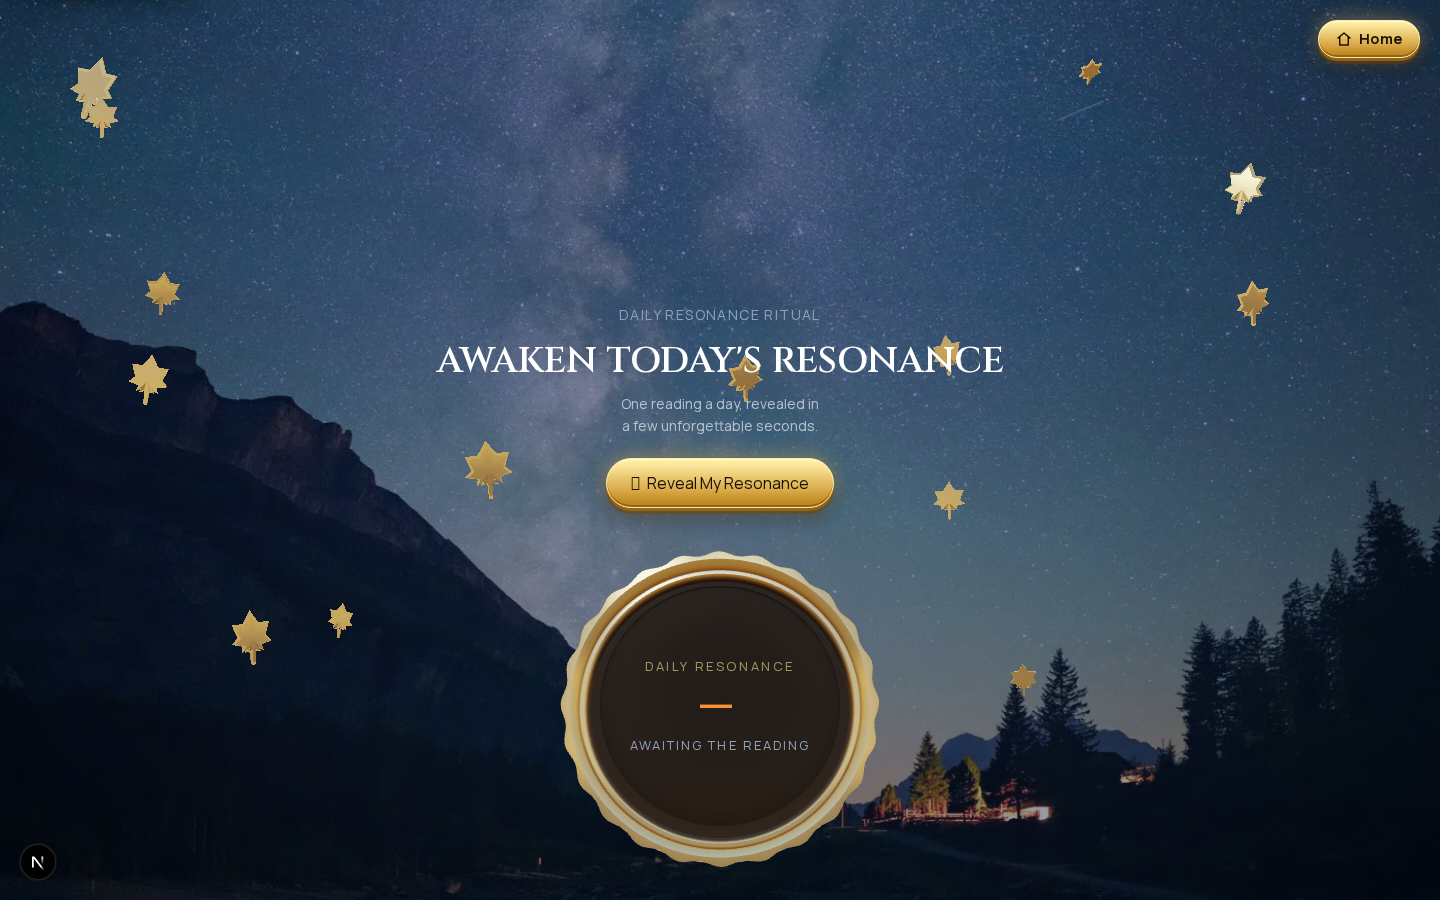 Home
DAILY RESONANCE RITUAL
AWAKEN TODAY'S RESONANCE
One reading a day, revealed in
a few unforgettable seconds.
Reveal My Resonance
DAILY RESONANCE
—
AWAITING THE READING
N